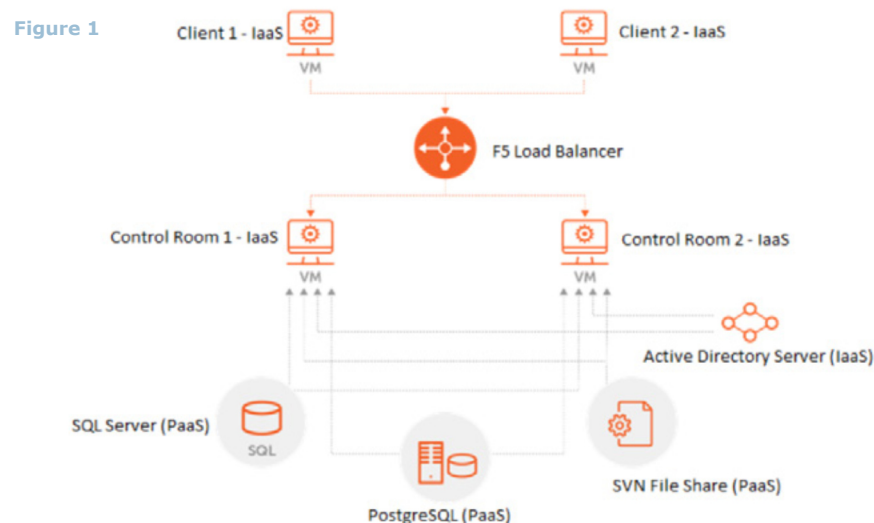 Figure 1
Client 1 - IaaS
VM
Client 2 - IaaS
VM
F5 Load Balancer
Control Room 1 - IaaS
VM
Control Room 2 - IaaS
VM
Active Directory Server (IaaS)
SQL Server (PaaS)
SQL
SVN File Share (PaaS)
PostgreSQL (PaaS)